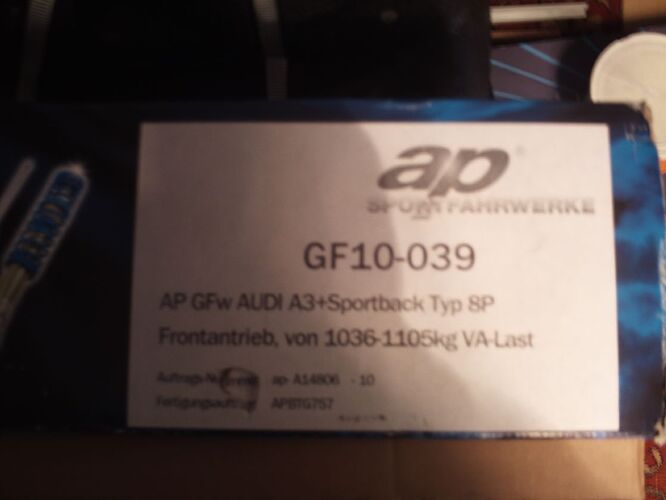 ap
SPORTFAHRWERKE
GF10-039
AP GFw AUDI A3+Sportback Typ 8P
Frontantrieb, von 1036-1105kg VA-Last
Auftrags-Nummer: ap- A14806 - 10
Fertigungsauftrag: APBTG757